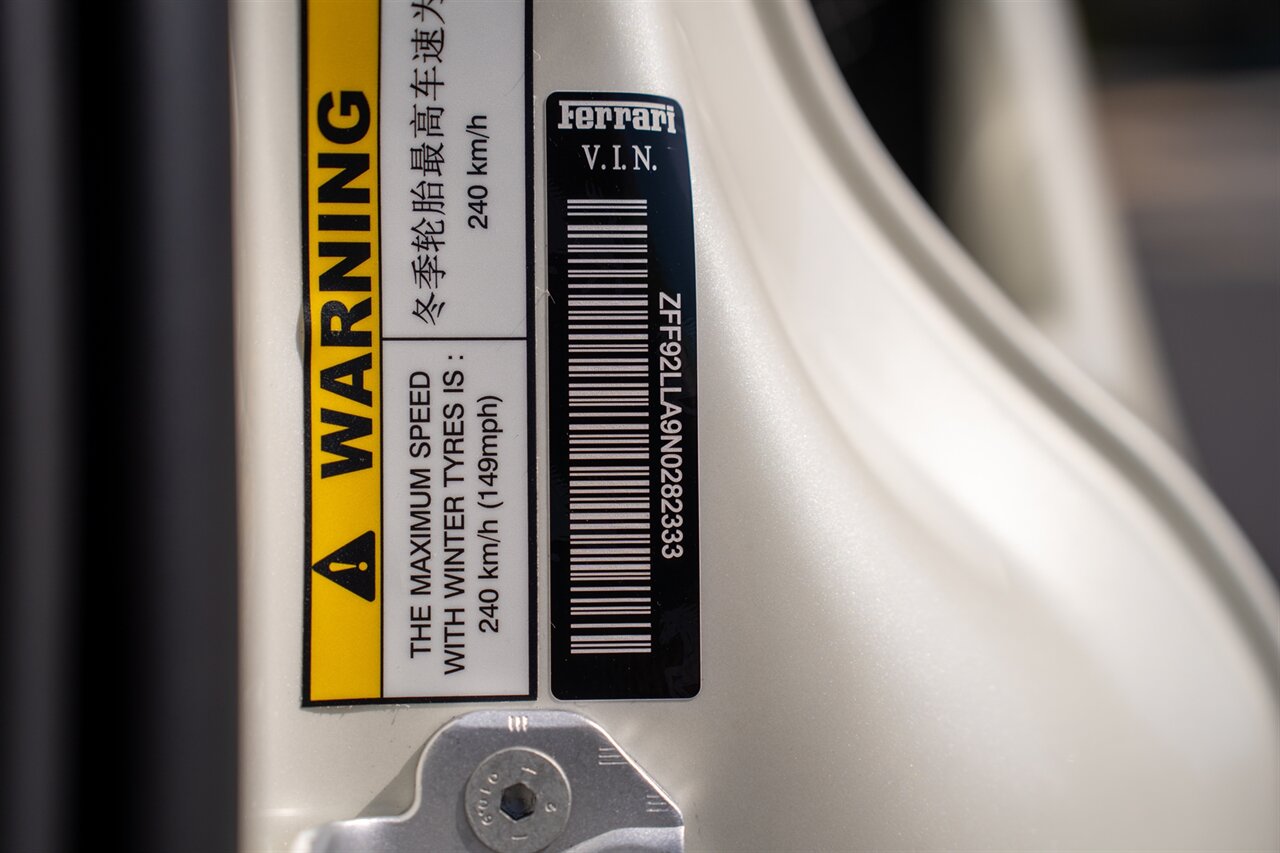 WARNING
冬季轮胎最高车速为
240 km/h
THE MAXIMUM SPEED
WITH WINTER TYRES IS :
240 km/h (149mph)
Ferrari
V.I.N.
ZFF92LLA9N0282333